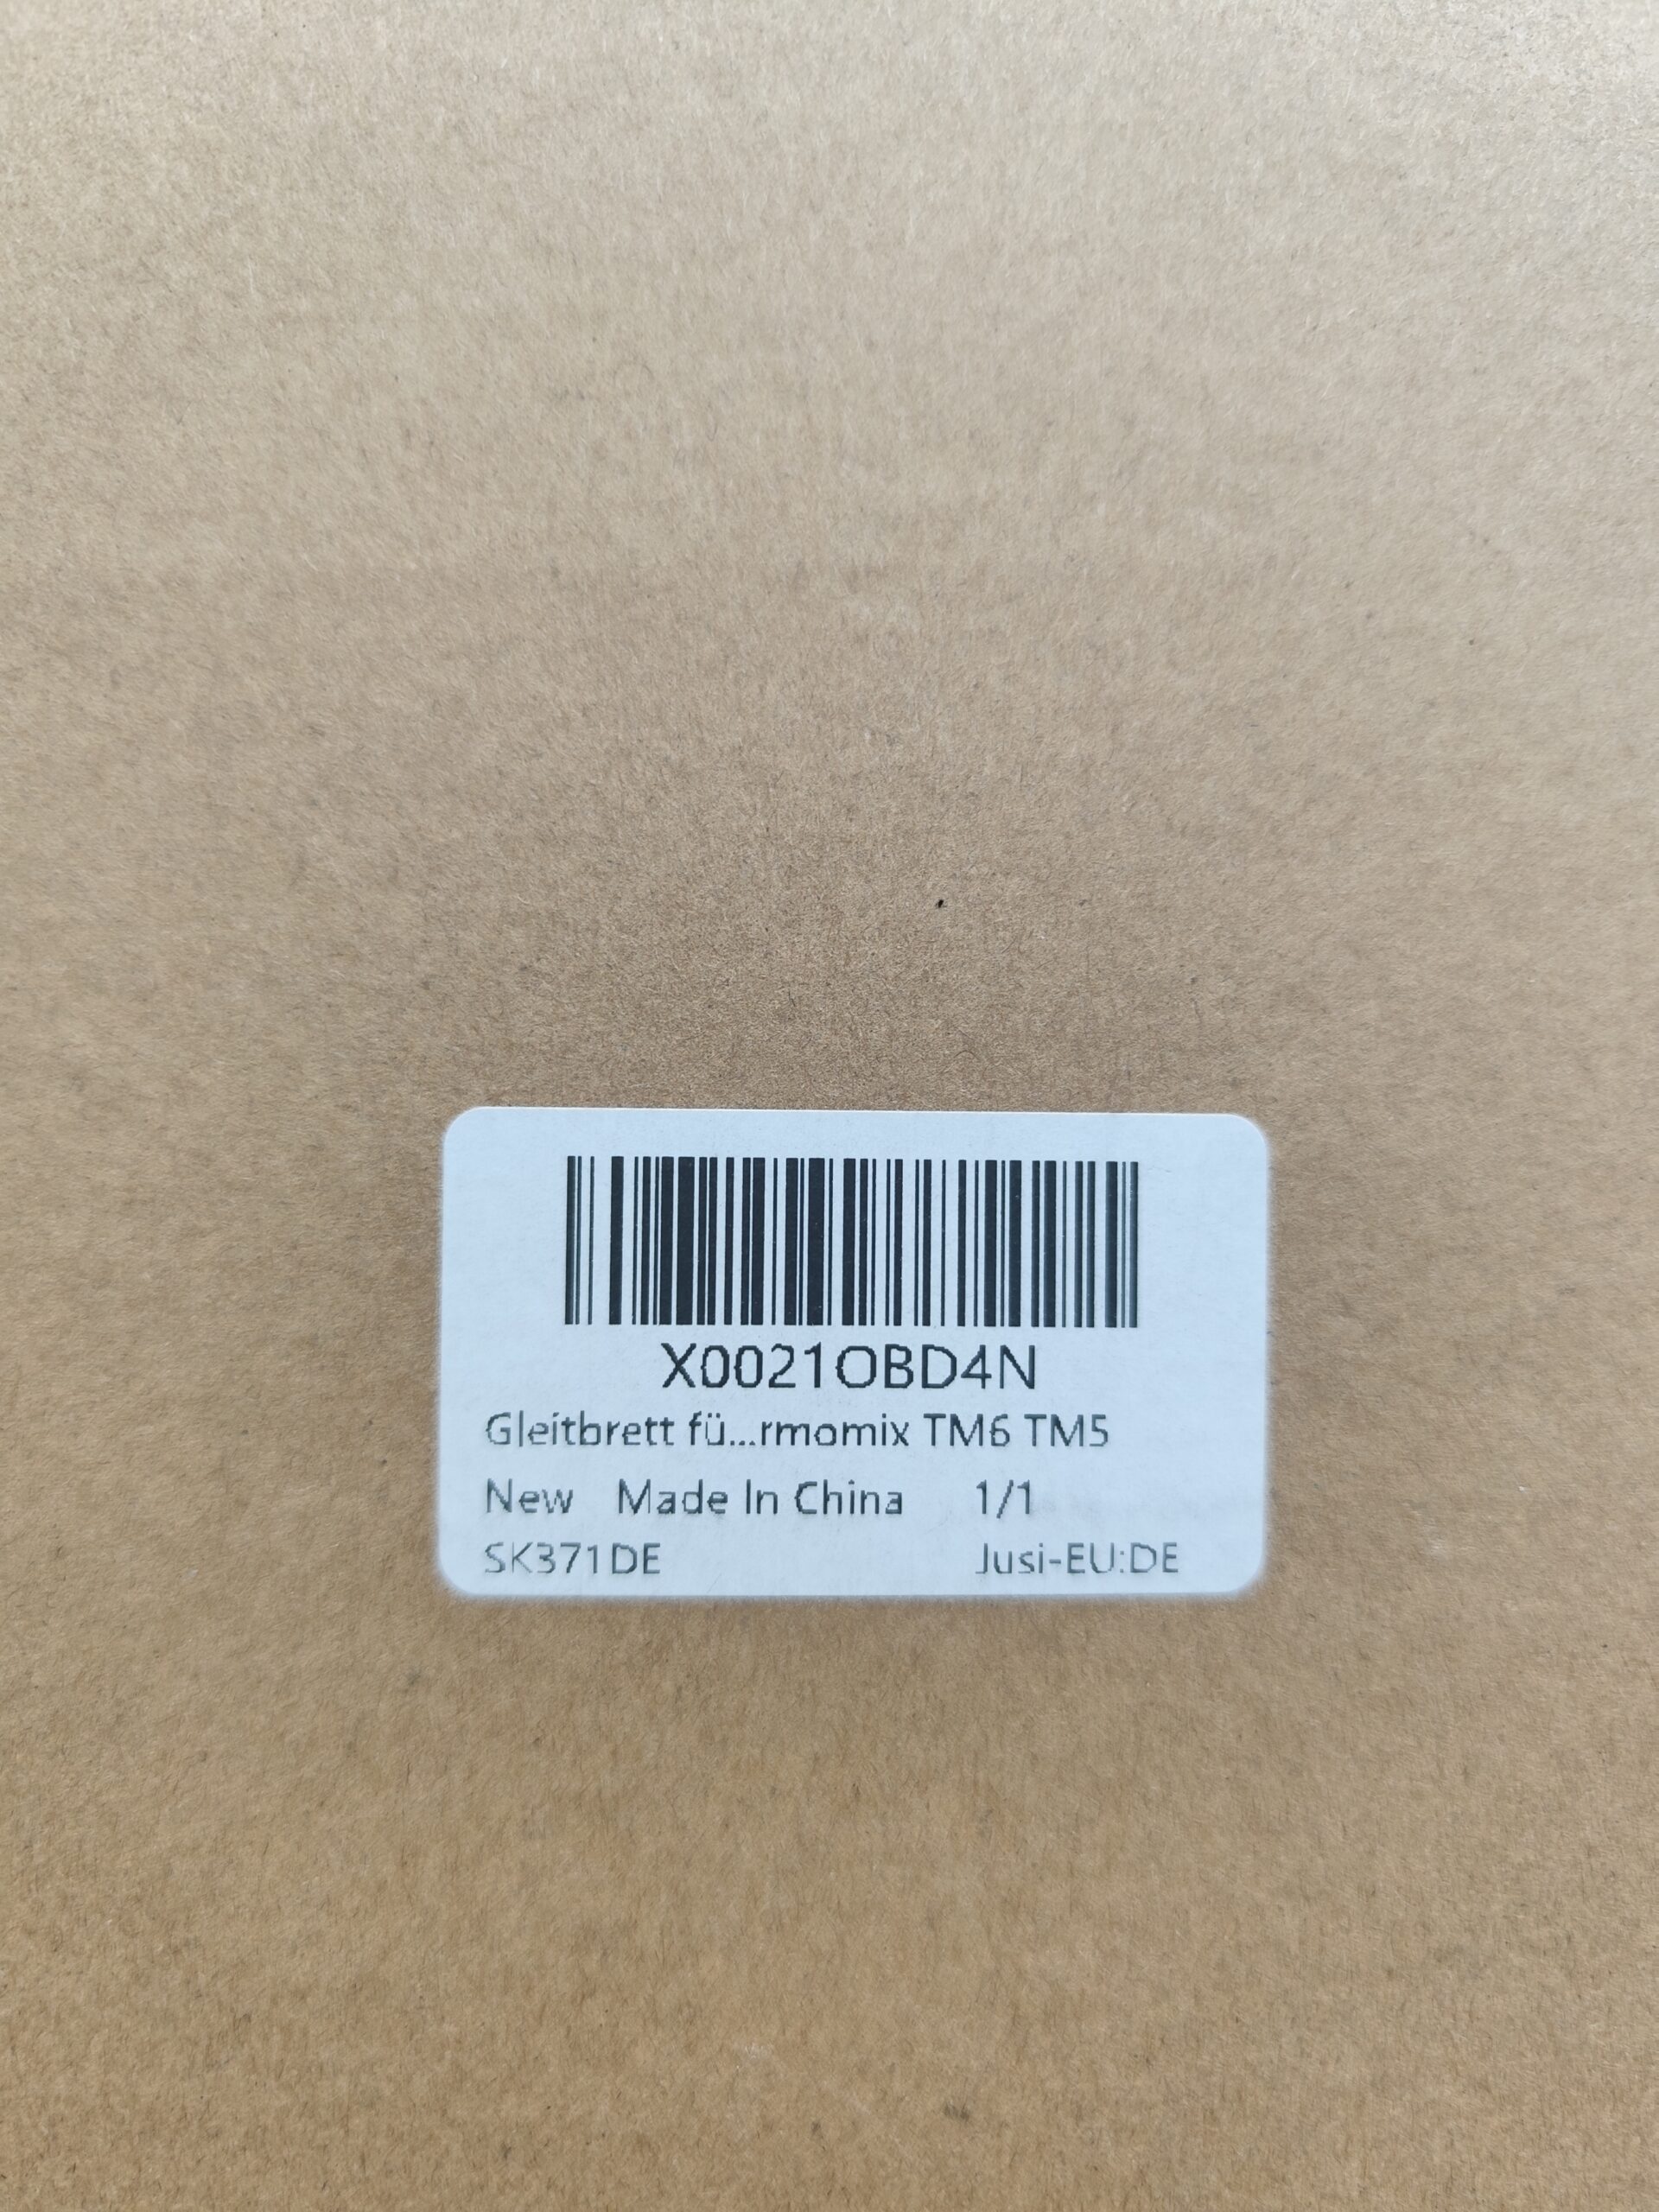 X0021OBD4N
Gleitbrett fü...rmomix TM6 TM5
New Made In China 1/1
SK371DE Jusi-EU:DE